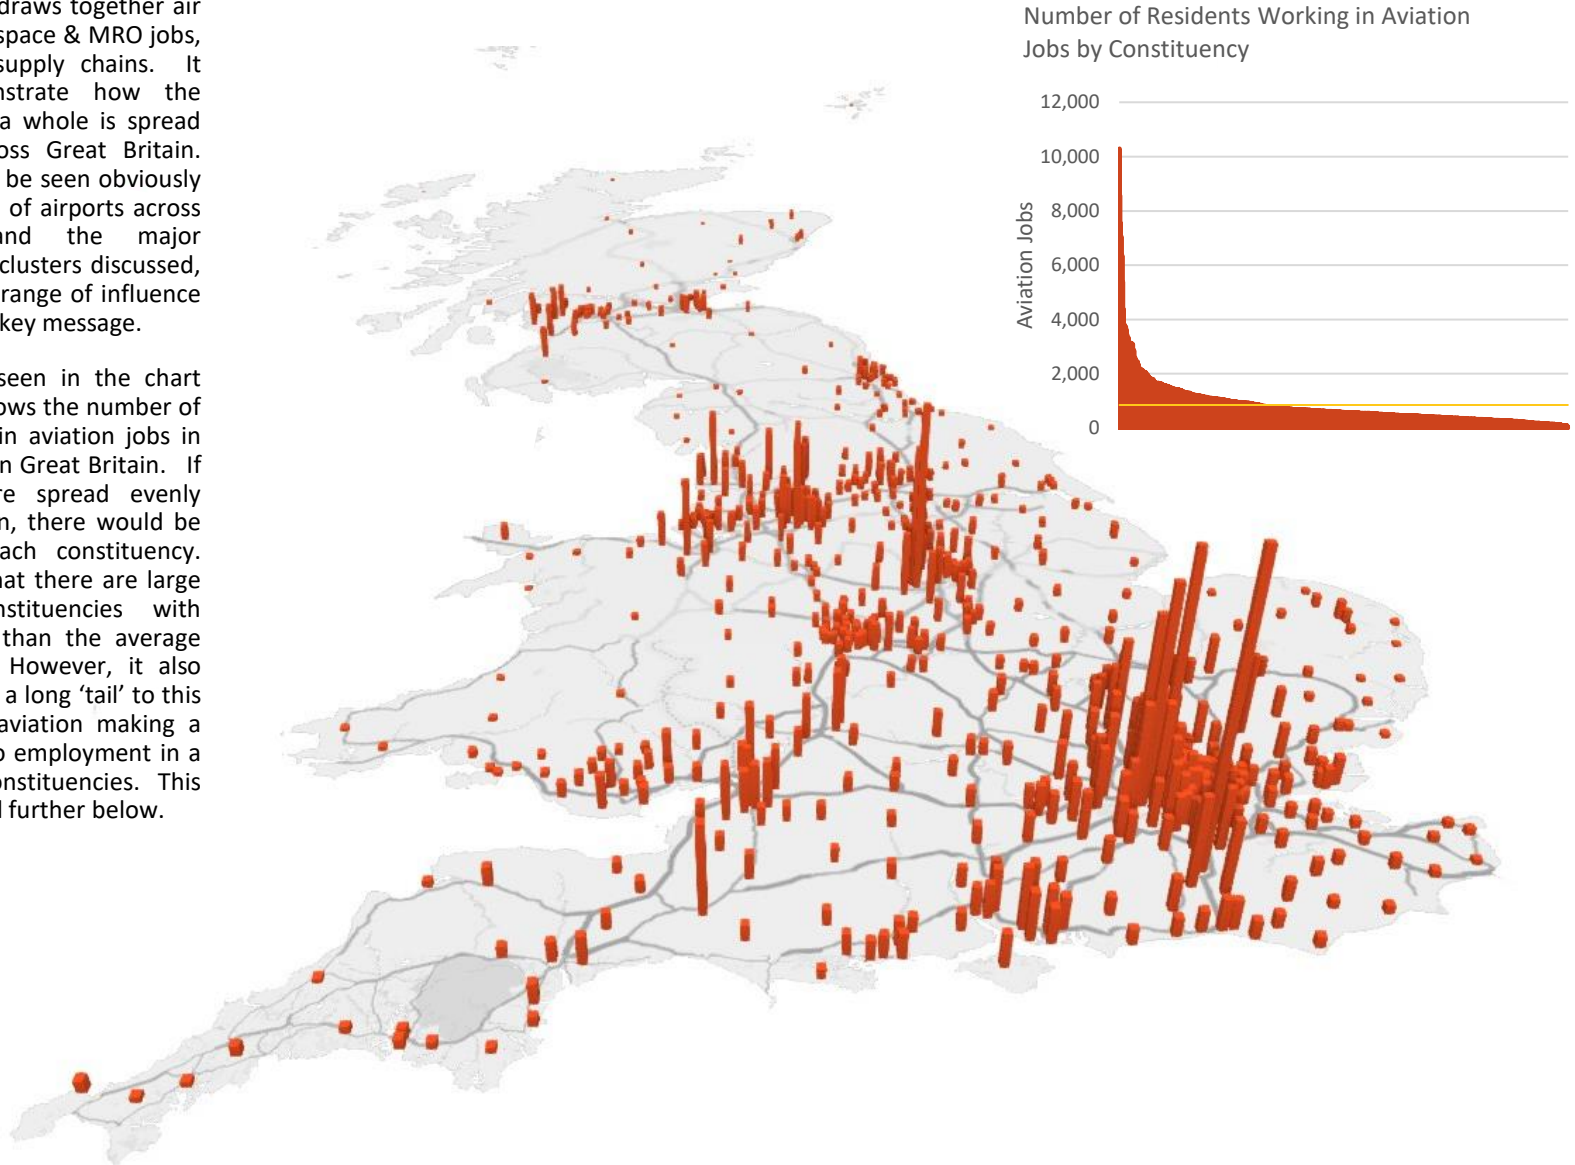 draws together air
space & MRO jobs,
supply chains. It
nstrate how the
a whole is spread
oss Great Britain.
be seen obviously
of airports across
and the major
clusters discussed,
range of influence
key message.
seen in the chart
ows the number of
in aviation jobs in
n Great Britain. If
re spread evenly
n, there would be
ach constituency.
hat there are large
nstituencies with
than the average
However, it also
a long ‘tail’ to this
aviation making a
o employment in a
onstituencies. This
d further below.
Number of Residents Working in Aviation
Jobs by Constituency
Aviation Jobs
12,000
10,000
8,000
6,000
4,000
2,000
0